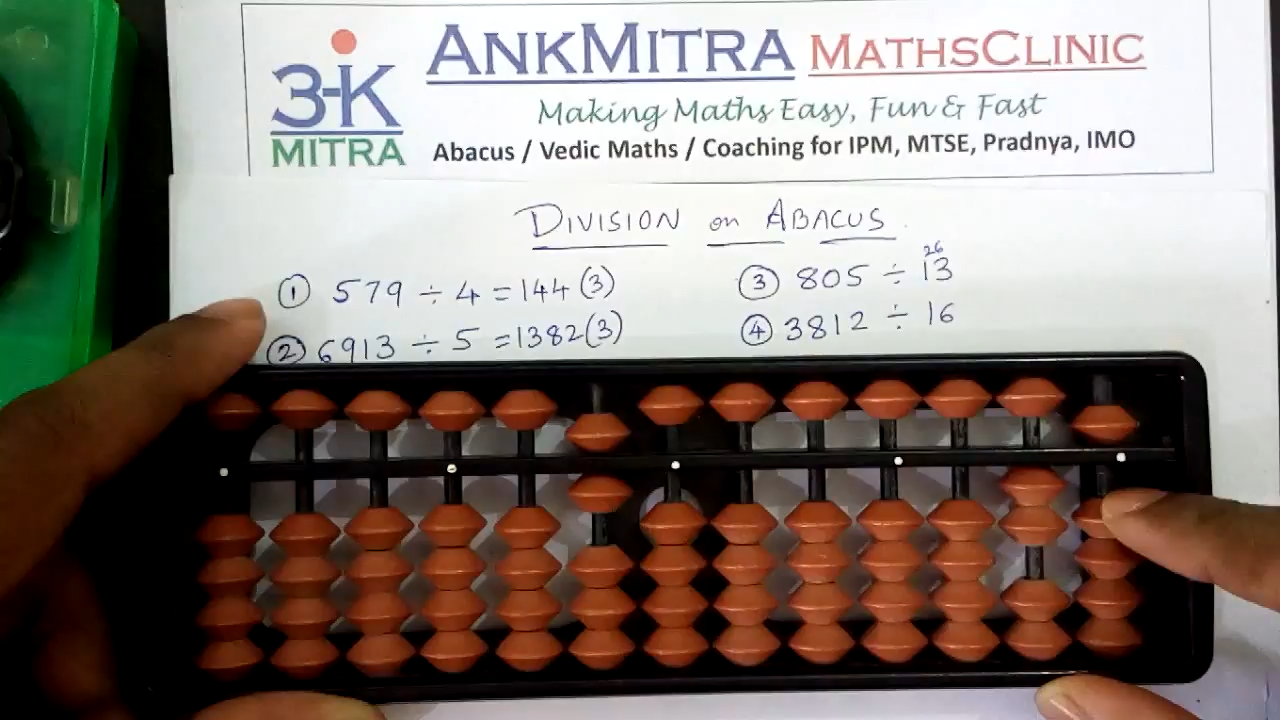 3-K
MITRA
ANKMITRA MATHSCLINIC
Making Maths Easy, Fun & Fast
Abacus / Vedic Maths / Coaching for IPM, MTSE, Pradnya, IMO
DIVISION on ABACUS
① 579 ÷ 4 = 144 (3)
② 6913 ÷ 5 = 1382 (3)
26
③ 805 ÷ 13
④ 3812 ÷ 16